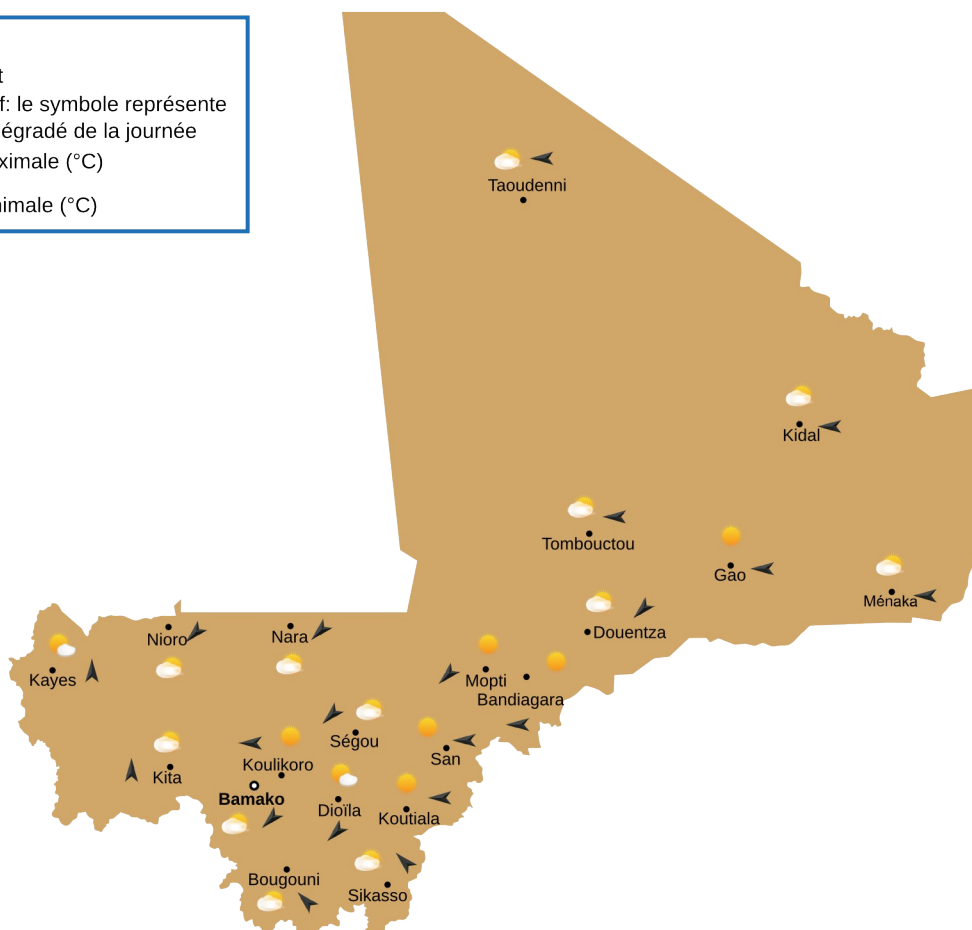 t
f: le symbole représente
égradé de la journée
ximale (°C)
imale (°C)
Taoudenni
Kidal
Tombouctou
Gao
Ménaka
Douentza
Nioro
Nara
Kayes
Mopti
Bandiagara
Ségou
San
Koulikoro
Kita
Bamako
Dioïla
Koutiala
Bougouni
Sikasso